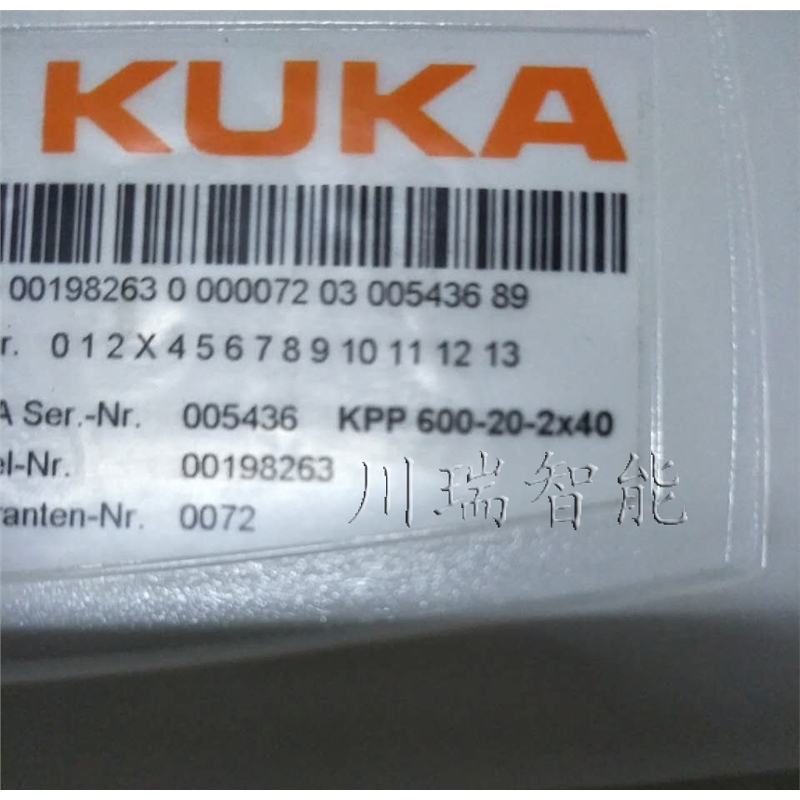 KUKA
00198263 0 000072 03 005436 89
r. 0 1 2 X 4 5 6 7 8 9 10 11 12 13
A Ser.-Nr. 005436 KPP 600-20-2x40
el-Nr. 00198263
ranten-Nr. 0072
川瑞智能